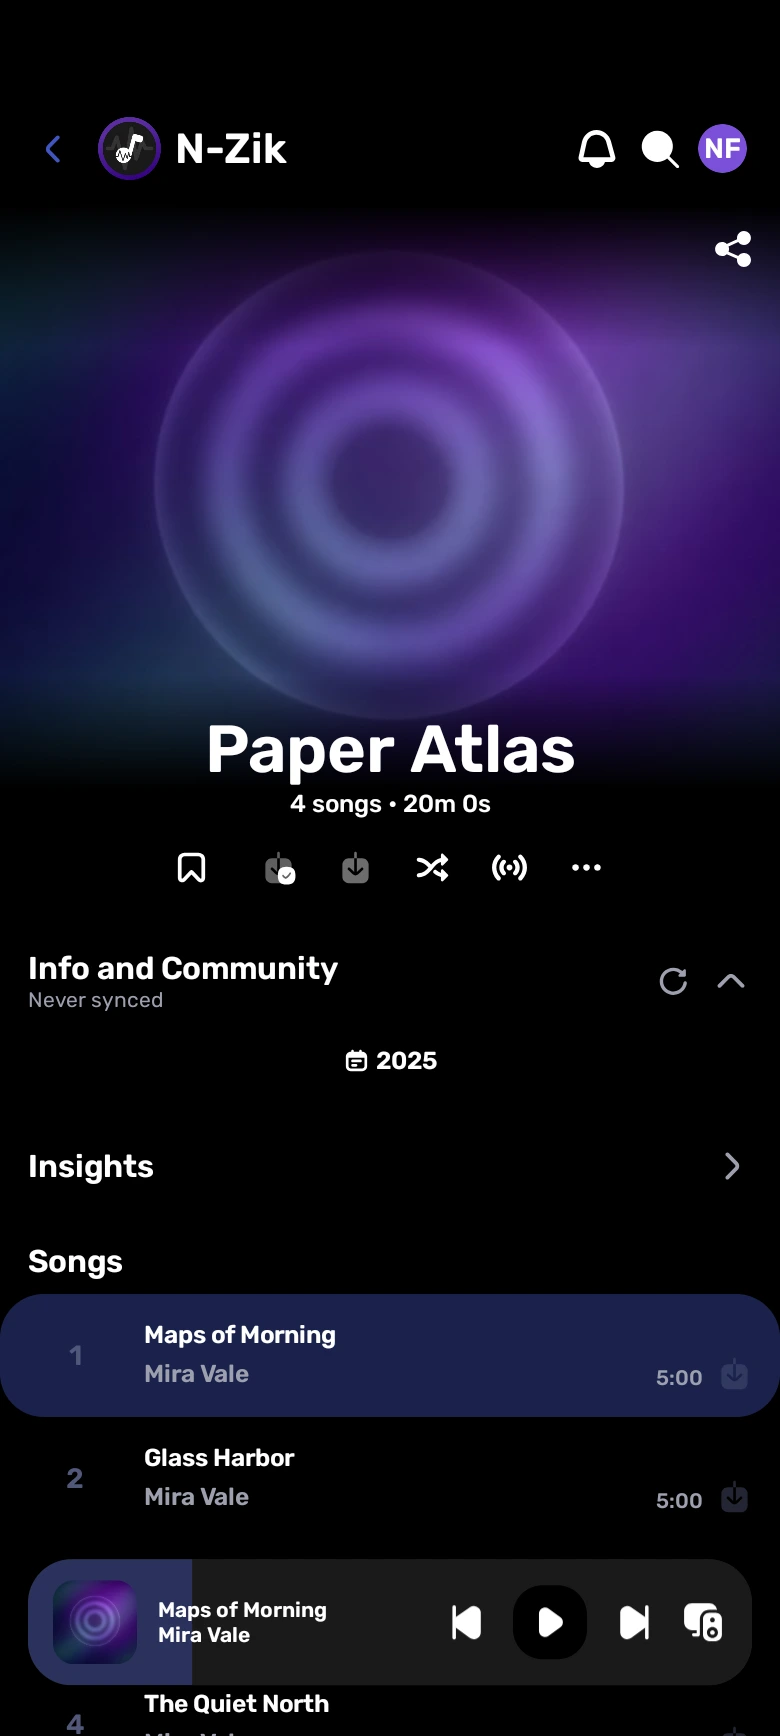 N-Zik
NF
Paper Atlas
4 songs • 20m 0s
Info and Community
Never synced
2025
Insights
Songs
1
Maps of Morning
Mira Vale
5:00
2
Glass Harbor
Mira Vale
5:00
Maps of Morning
Mira Vale
The Quiet North
4